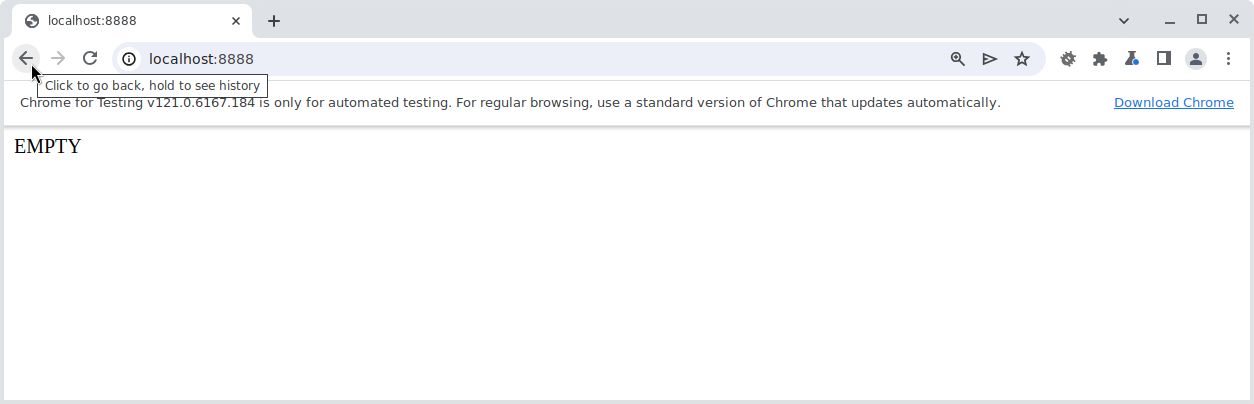 localhost:8888
localhost:8888
Click to go back, hold to see history
Chrome for Testing v121.0.6167.184 is only for automated testing. For regular browsing, use a standard version of Chrome that updates automatically. Download Chrome
EMPTY